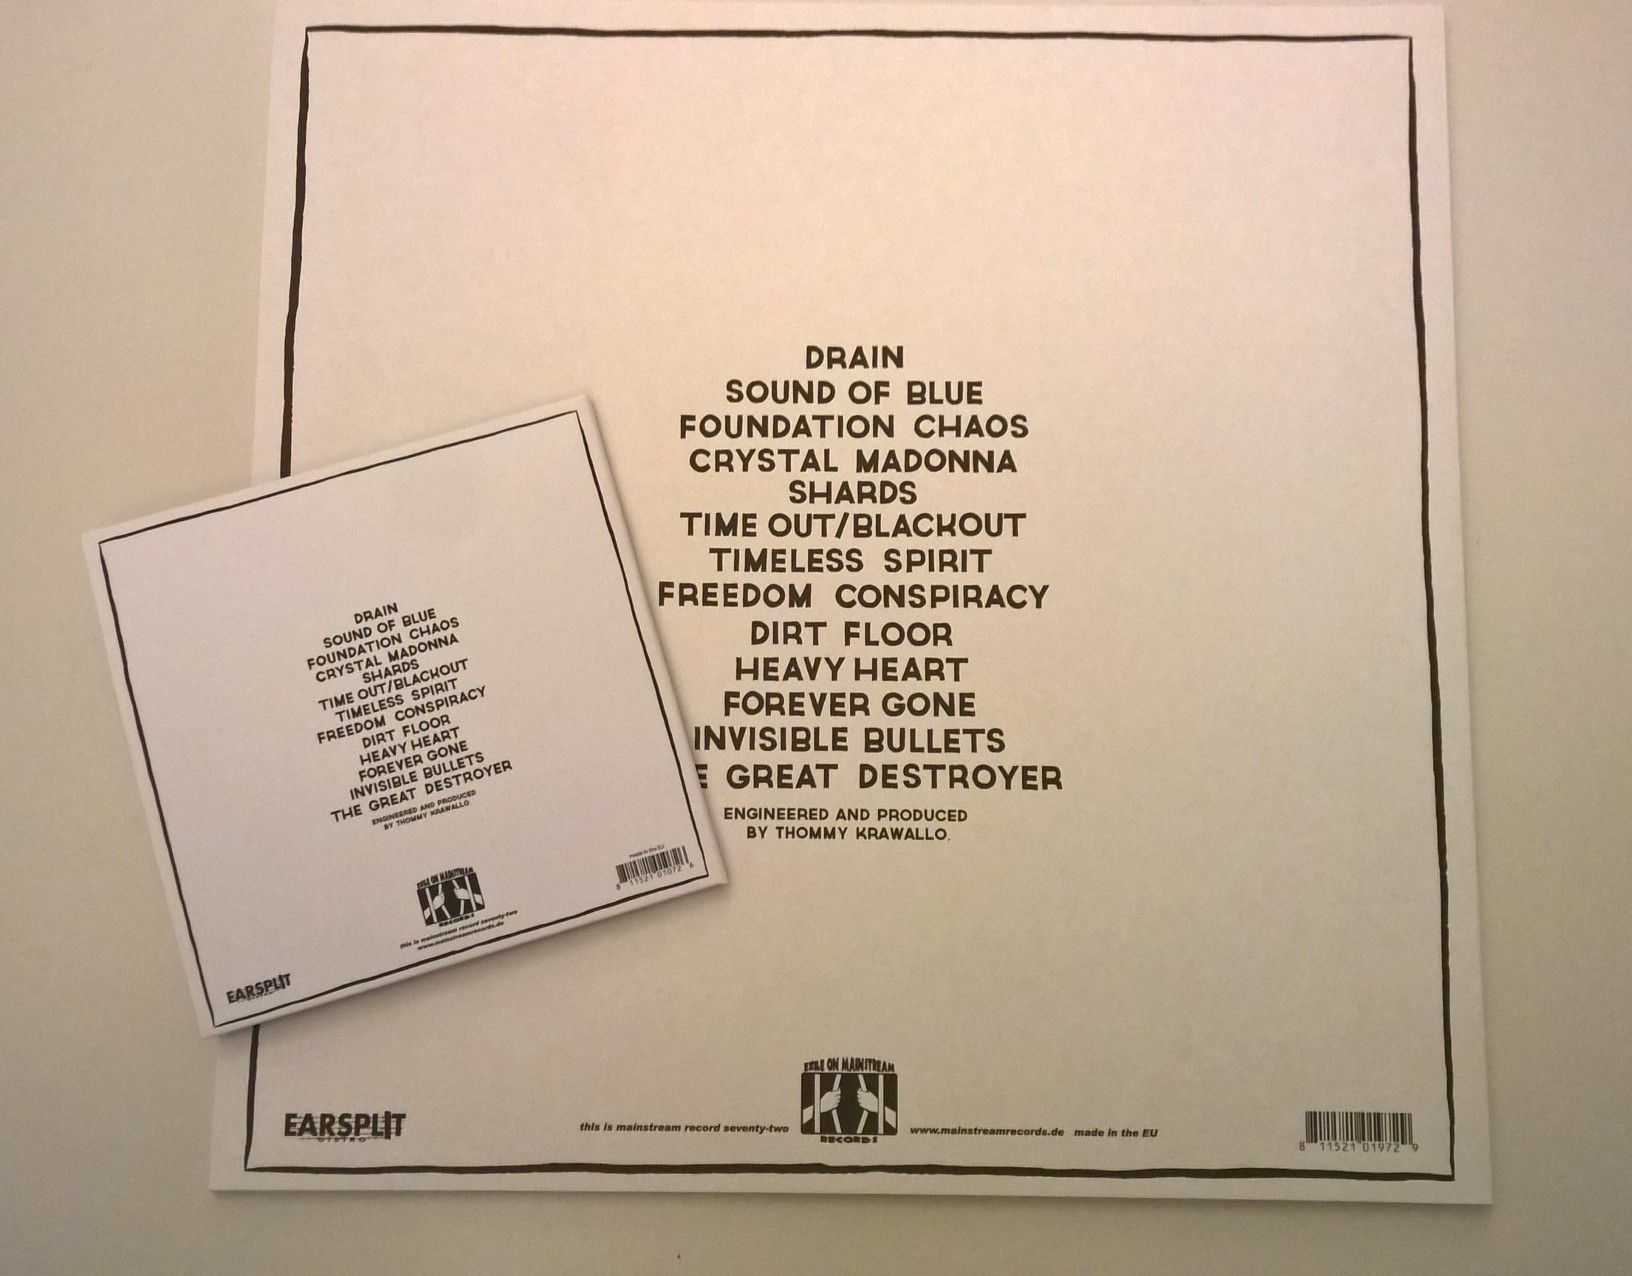 DRAIN
SOUND OF BLUE
FOUNDATION CHAOS
CRYSTAL MADONNA
SHARDS
TIME OUT/BLACKOUT
TIMELESS SPIRIT
FREEDOM CONSPIRACY
DIRT FLOOR
HEAVY HEART
FOREVER GONE
INVISIBLE BULLETS
E GREAT DESTROYER
ENGINEERED AND PRODUCED
BY THOMMY KRAWALLO.
EARSPLIT
DISTRO
this is mainstream record seventy-two
EXILE ON MAINSTREAM
RECORDS
www.mainstreamrecords.de made in the EU
8 11521 01972 9
DRAIN
SOUND OF BLUE
FOUNDATION CHAOS
CRYSTAL MADONNA
SHARDS
TIME OUT/BLACKOUT
TIMELESS SPIRIT
FREEDOM CONSPIRACY
DIRT FLOOR
HEAVY HEART
FOREVER GONE
INVISIBLE BULLETS
THE GREAT DESTROYER
ENGINEERED AND PRODUCED
BY THOMMY KRAWALLO.
made in the EU
8 11521 01072 6
EXILE ON MAINSTREAM
RECORDS
this is mainstream record seventy-two
www.mainstreamrecords.de
EARSPLIT